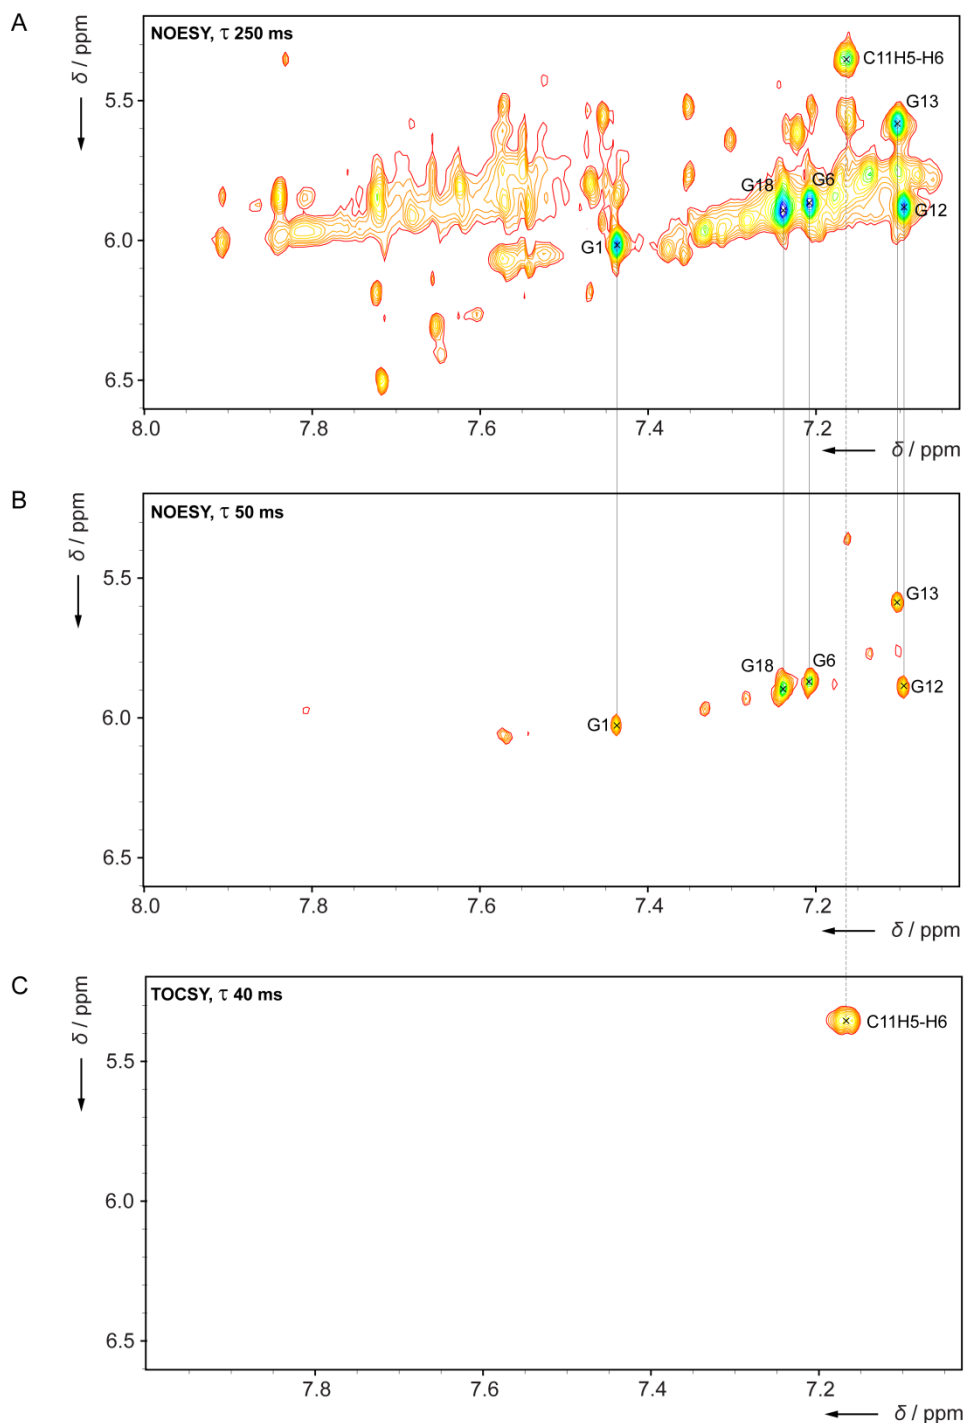 A
δ / ppm
NOESY, τ 250 ms
C11H5-H6
5.5
G13
G18
G6
G12
6.0
G1
6.5
8.0 7.8 7.6 7.4 7.2
δ / ppm
B
δ / ppm
NOESY, τ 50 ms
5.5
G13
G18
G6
G12
6.0
G1
6.5
8.0 7.8 7.6 7.4 7.2
δ / ppm
C
δ / ppm
TOCSY, τ 40 ms
C11H5-H6
5.5
6.0
6.5
7.8 7.6 7.4 7.2
δ / ppm